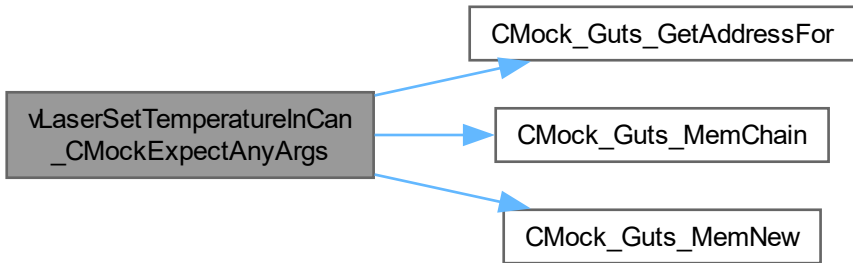 vLaserSetTemperatureInCan
_CMockExpectAnyArgs
CMock_Guts_GetAddressFor
CMock_Guts_MemChain
CMock_Guts_MemNew